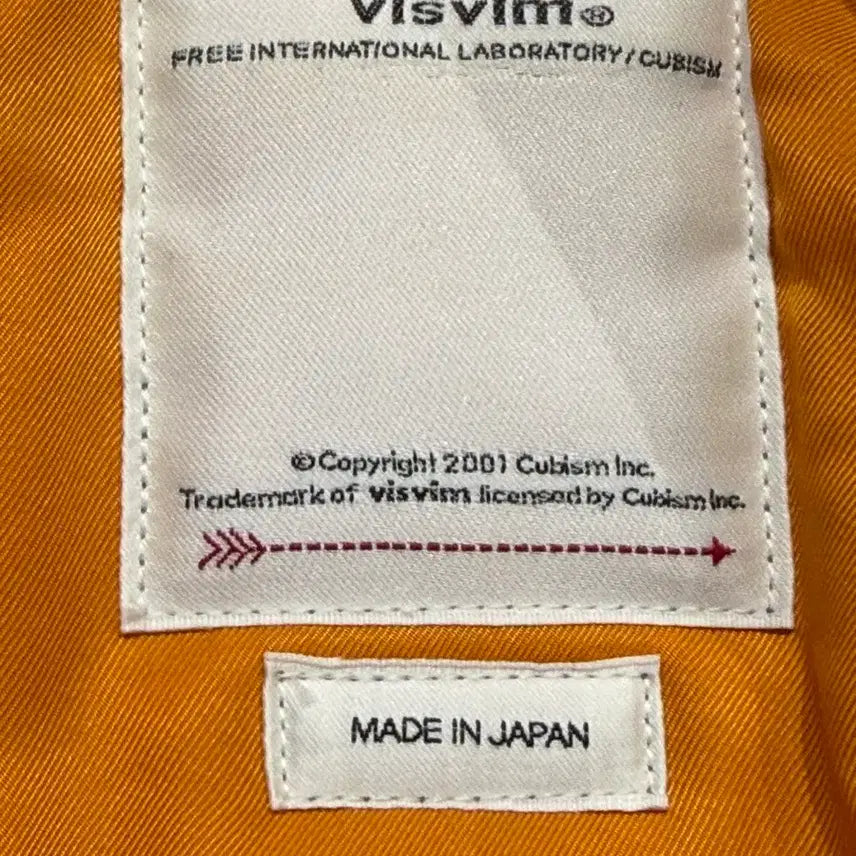 visvim®
FREE INTERNATIONAL LABORATORY/CUBISM
©Copyright 2001 Cubism Inc.
Trademark of visvim licensed by Cubism Inc.
MADE IN JAPAN